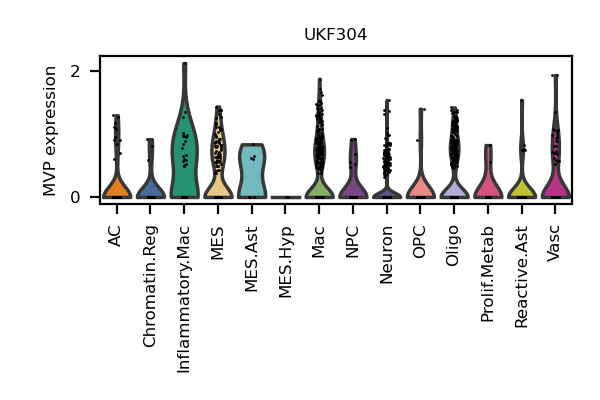 UKF304
MVP expression
2
0
AC
Chromatin.Reg
Inflammatory.Mac
MES
MES.Ast
MES.Hyp
Mac
NPC
Neuron
OPC
Oligo
Prolif.Metab
Reactive.Ast
Vasc